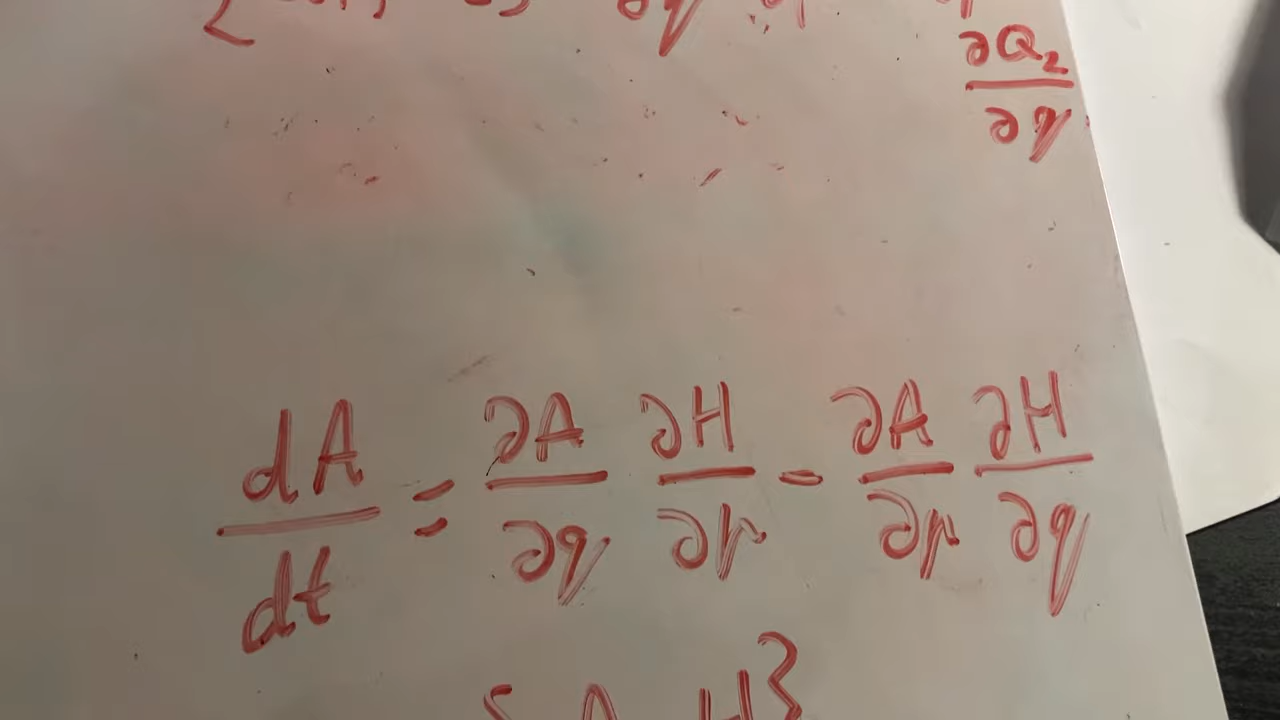 ∂Q₂
∂q
dA/dt = ∂A/∂q ∂H/∂p - ∂A/∂p ∂H/∂q
{A, H}